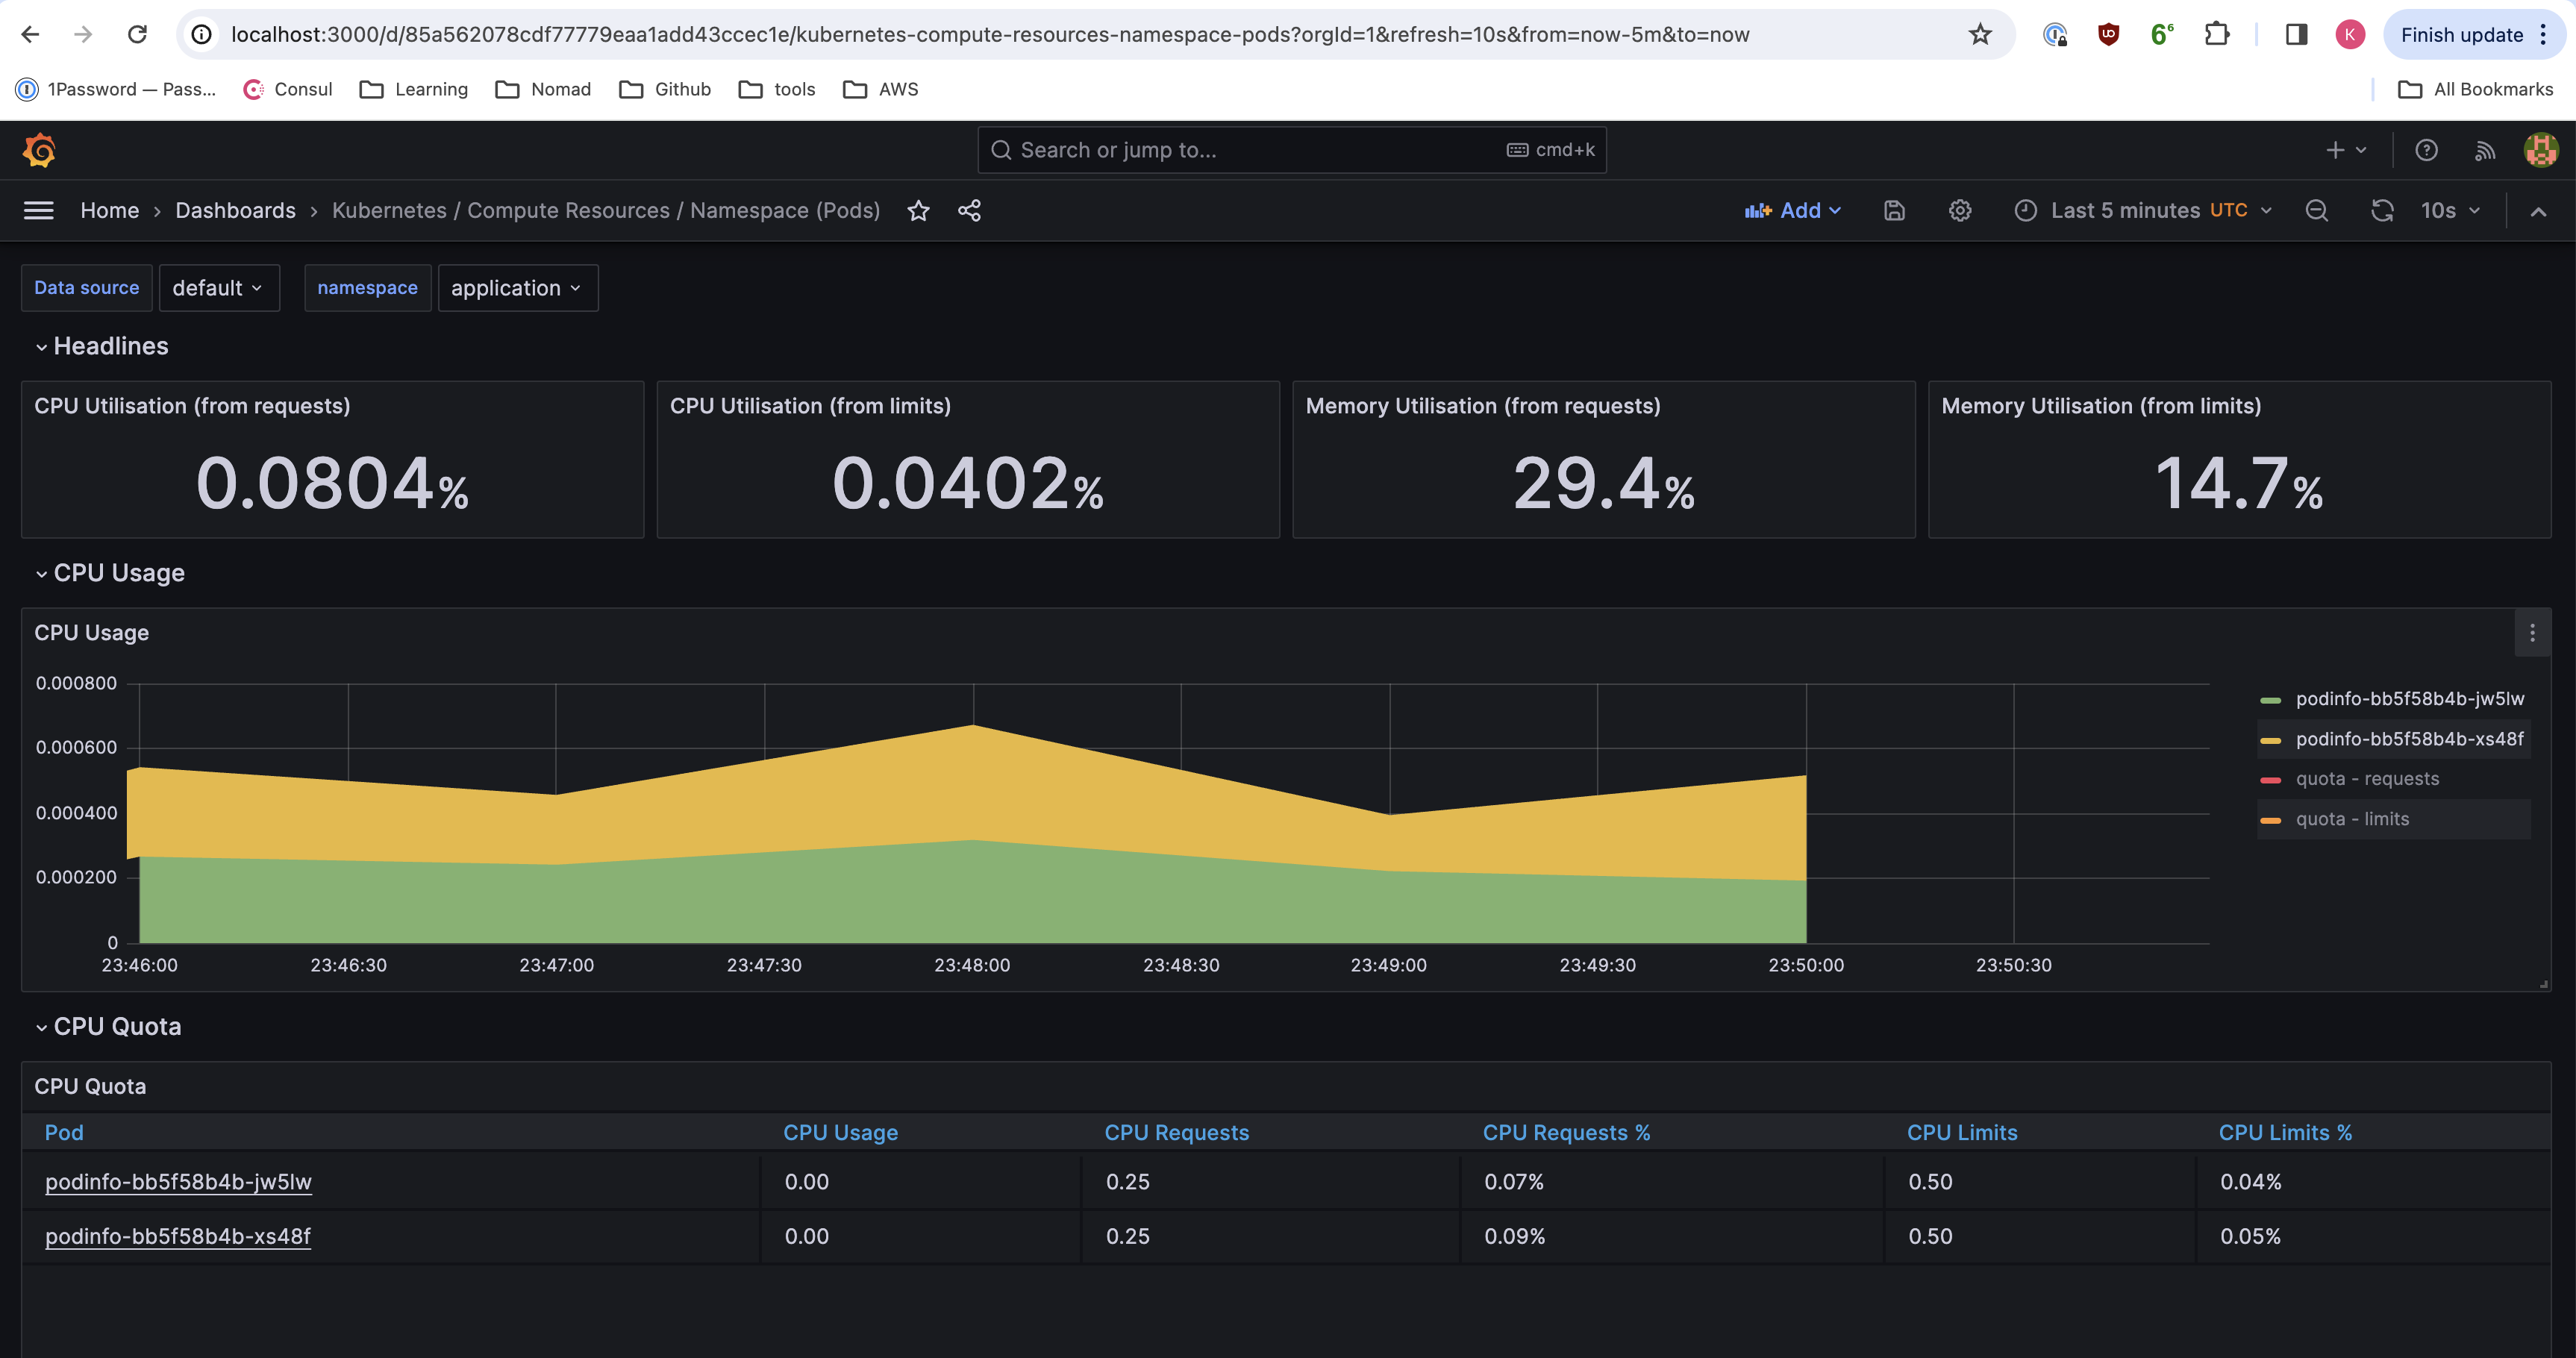 localhost:3000/d/85a562078cdf77779eaa1add43ccec1e/kubernetes-compute-resources-namespace-pods?orgId=1&refresh=10s&from=now-5m&to=now
6⁶
K
Finish update
1Password — Pass...
Consul
Learning
Nomad
Github
tools
AWS
All Bookmarks
Search or jump to...
cmd+k
Home › Dashboards › Kubernetes / Compute Resources / Namespace (Pods)
Add
Last 5 minutes UTC
10s
Data source
default
namespace
application
Headlines
CPU Utilisation (from requests)
0.0804%
CPU Utilisation (from limits)
0.0402%
Memory Utilisation (from requests)
29.4%
Memory Utilisation (from limits)
14.7%
CPU Usage
CPU Usage
0.000800
0.000600
0.000400
0.000200
0
23:46:00 23:46:30 23:47:00 23:47:30 23:48:00 23:48:30 23:49:00 23:49:30 23:50:00 23:50:30
podinfo-bb5f58b4b-jw5lw
podinfo-bb5f58b4b-xs48f
quota - requests
quota - limits
CPU Quota
CPU Quota
Pod CPU Usage CPU Requests CPU Requests % CPU Limits CPU Limits %
podinfo-bb5f58b4b-jw5lw 0.00 0.25 0.07% 0.50 0.04%
podinfo-bb5f58b4b-xs48f 0.00 0.25 0.09% 0.50 0.05%